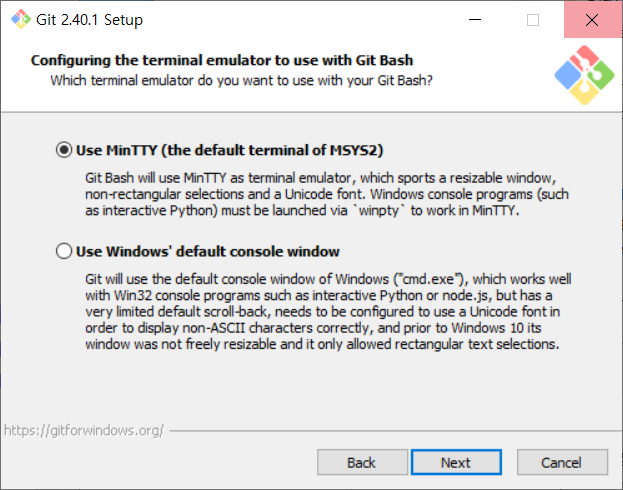 Git 2.40.1 Setup
Configuring the terminal emulator to use with Git Bash
Which terminal emulator do you want to use with your Git Bash?
Use MinTTY (the default terminal of MSYS2)
Git Bash will use MinTTY as terminal emulator, which sports a resizable window,
non-rectangular selections and a Unicode font. Windows console programs (such
as interactive Python) must be launched via `winpty` to work in MinTTY.
Use Windows' default console window
Git will use the default console window of Windows ("cmd.exe"), which works well
with Win32 console programs such as interactive Python or node.js, but has a
very limited default scroll-back, needs to be configured to use a Unicode font in
order to display non-ASCII characters correctly, and prior to Windows 10 its
window was not freely resizable and it only allowed rectangular text selections.
https://gitforwindows.org/
Back
Next
Cancel